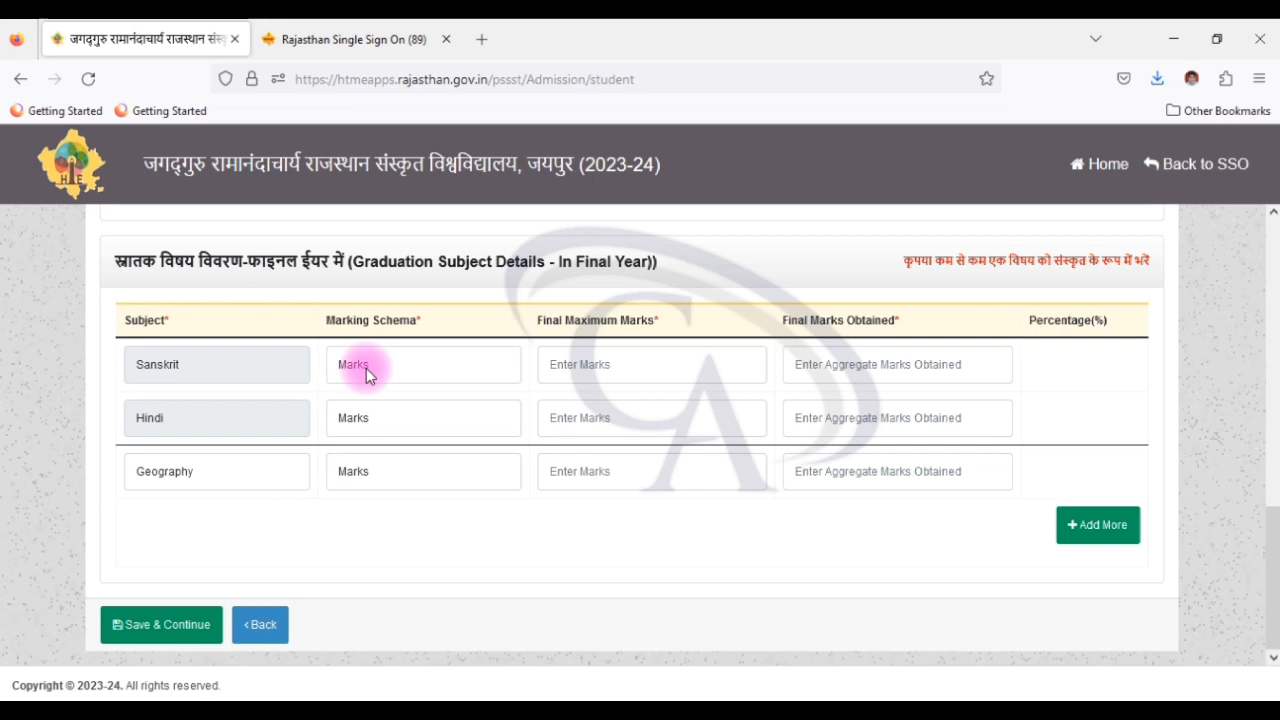 जगद्गुरु रामानंदाचार्य राजस्थान संस्
Rajasthan Single Sign On (89)
https://htmeapps.rajasthan.gov.in/pssst/Admission/student
Getting Started
Getting Started
Other Bookmarks
HTE
जगद्गुरु रामानंदाचार्य राजस्थान संस्कृत विश्वविद्यालय, जयपुर (2023-24)
Home
Back to SSO
स्नातक विषय विवरण-फाइनल ईयर में (Graduation Subject Details - In Final Year))
कृपया कम से कम एक विषय को संस्कृत के रूप में भरें
Subject* Marking Schema* Final Maximum Marks* Final Marks Obtained* Percentage(%)
Sanskrit Marks Enter Marks Enter Aggregate Marks Obtained
Hindi Marks Enter Marks Enter Aggregate Marks Obtained
Geography Marks Enter Marks Enter Aggregate Marks Obtained
CA
+ Add More
Save & Continue
< Back
Copyright © 2023-24. All rights reserved.